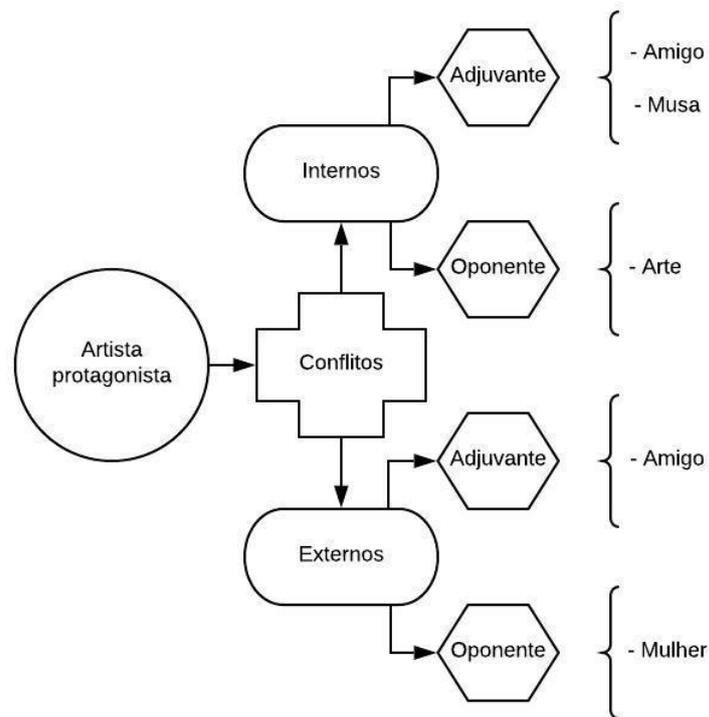 Adjuvante
- Amigo
- Musa
Internos
Oponente
- Arte
Artista
protagonista
Conflitos
Adjuvante
- Amigo
Externos
Oponente
- Mulher